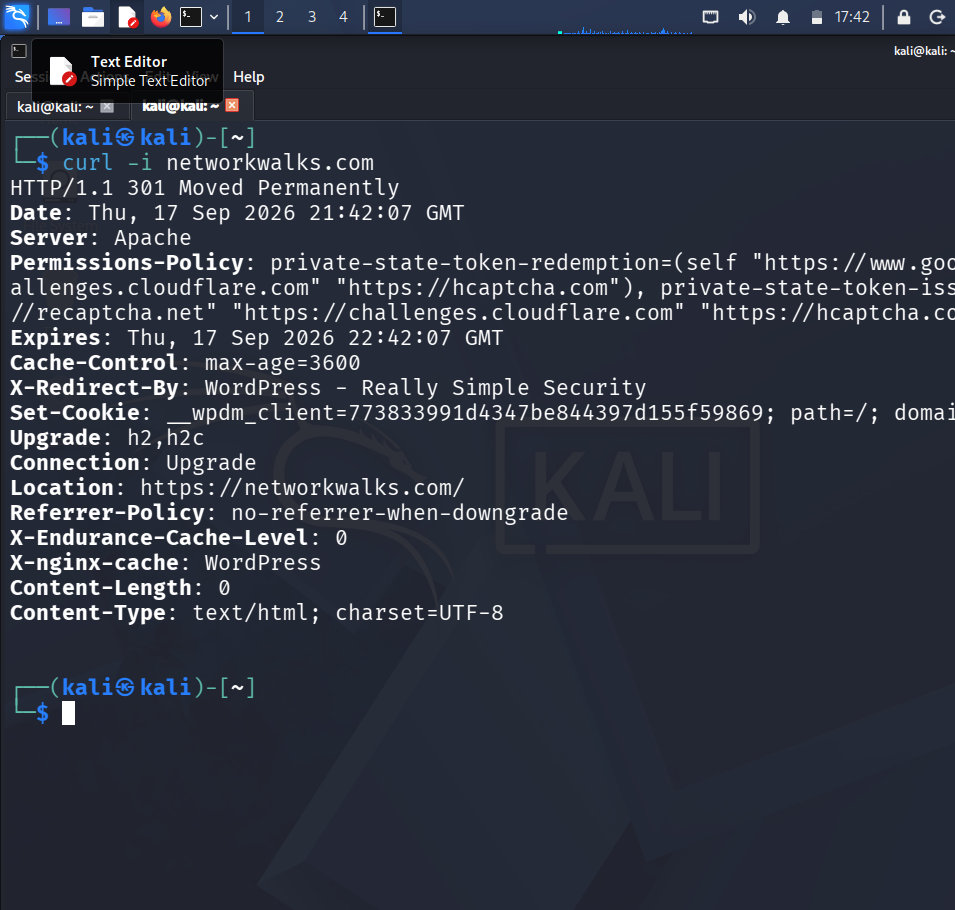 1 2 3 4 17:42
kali@kali: ~
Text Editor
Simple Text Editor
Session Actions Edit View Help
kali@kali: ~ kali@kali: ~
┌──(kali㉿kali)-[~]
└─$ curl -i networkwalks.com
HTTP/1.1 301 Moved Permanently
Date: Thu, 17 Sep 2026 21:42:07 GMT
Server: Apache
Permissions-Policy: private-state-token-redemption=(self "https://www.goo
allenges.cloudflare.com" "https://hcaptcha.com"), private-state-token-iss
//recaptcha.net" "https://challenges.cloudflare.com" "https://hcaptcha.co
Expires: Thu, 17 Sep 2026 22:42:07 GMT
Cache-Control: max-age=3600
X-Redirect-By: WordPress - Really Simple Security
Set-Cookie: __wpdm_client=773833991d4347be844397d155f59869; path=/; domai
Upgrade: h2,h2c
Connection: Upgrade
Location: https://networkwalks.com/
Referrer-Policy: no-referrer-when-downgrade
X-Endurance-Cache-Level: 0
X-nginx-cache: WordPress
Content-Length: 0
Content-Type: text/html; charset=UTF-8
KALI
┌──(kali㉿kali)-[~]
└─$